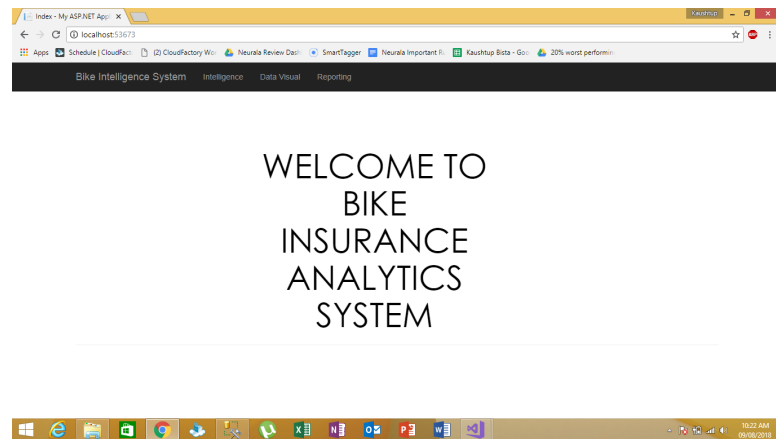 Index - My ASP.NET Appl
Kaushtup
localhost:53673
Apps Schedule | CloudFact (2) CloudFactory Wor Neurala Review Dash SmartTagger Neurala Important Ru Kaushtup Bista - Goo 20% worst performin
Bike Intelligence System Intelligence Data Visual Reporting
WELCOME TO
BIKE
INSURANCE
ANALYTICS
SYSTEM
10:22 AM
09/08/2018